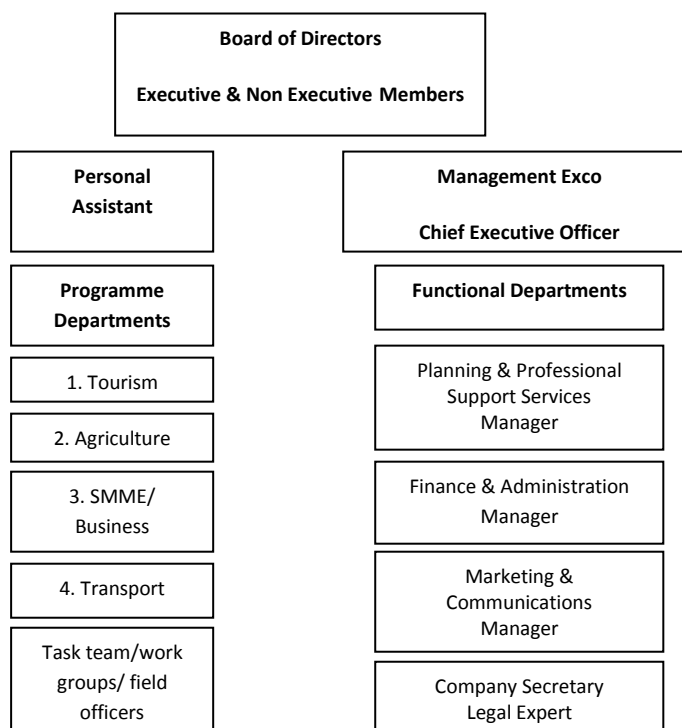 Board of Directors
Executive & Non Executive Members
Personal
Assistant
Management Exco
Chief Executive Officer
Programme
Departments
Functional Departments
1. Tourism
2. Agriculture
3. SMME/
Business
4. Transport
Task team/work
groups/ field
officers
Planning & Professional
Support Services
Manager
Finance & Administration
Manager
Marketing &
Communications
Manager
Company Secretary
Legal Expert